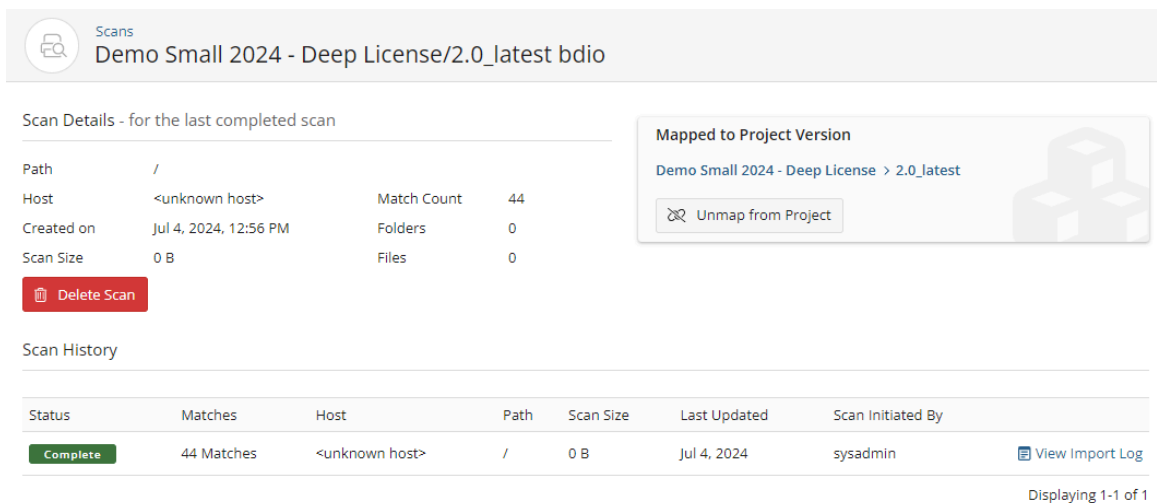 Scans
Demo Small 2024 - Deep License/2.0_latest bdio
Scan Details - for the last completed scan
Path /
Host <unknown host> Match Count 44
Created on Jul 4, 2024, 12:56 PM Folders 0
Scan Size 0 B Files 0
Delete Scan
Mapped to Project Version
Demo Small 2024 - Deep License > 2.0_latest
Unmap from Project
Scan History
Status Matches Host Path Scan Size Last Updated Scan Initiated By
Complete 44 Matches <unknown host> / 0 B Jul 4, 2024 sysadmin View Import Log
Displaying 1-1 of 1